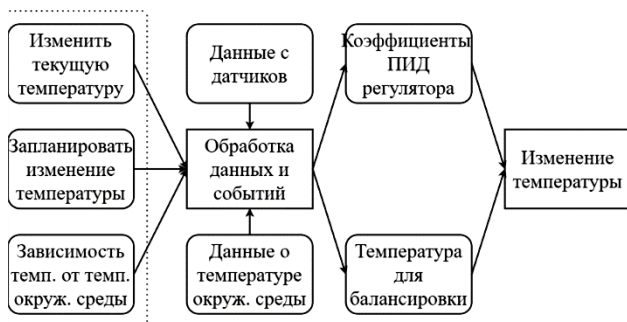 Изменить
текущую
температуру
Данные с
датчиков
Коэффициенты
ПИД
регулятора
Запланировать
изменение
температуры
Обработка
данных и
событий
Изменение
температуры
Зависимость
темп. от темп.
окруж. среды
Данные о
температуре
окруж. среды
Температура
для
балансировки